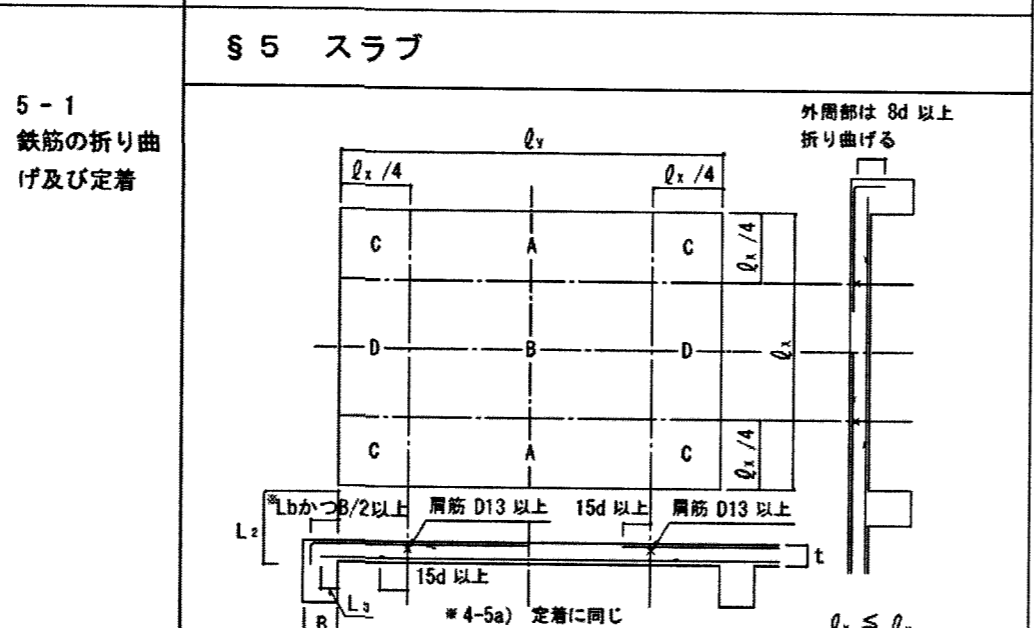 §5 スラブ
5-1
鉄筋の折り曲
げ及び定着
外周部は 8d 以上
折り曲げる
ℓy
ℓx /4
ℓx /4
C
A
C
ℓx /4
D
B
D
ℓx
C
A
C
ℓx /4
※LbかつB/2以上
肩筋 D13 以上
15d 以上
肩筋 D13 以上
L2
t
15d 以上
L3
※4-5a) 定着に同じ
B